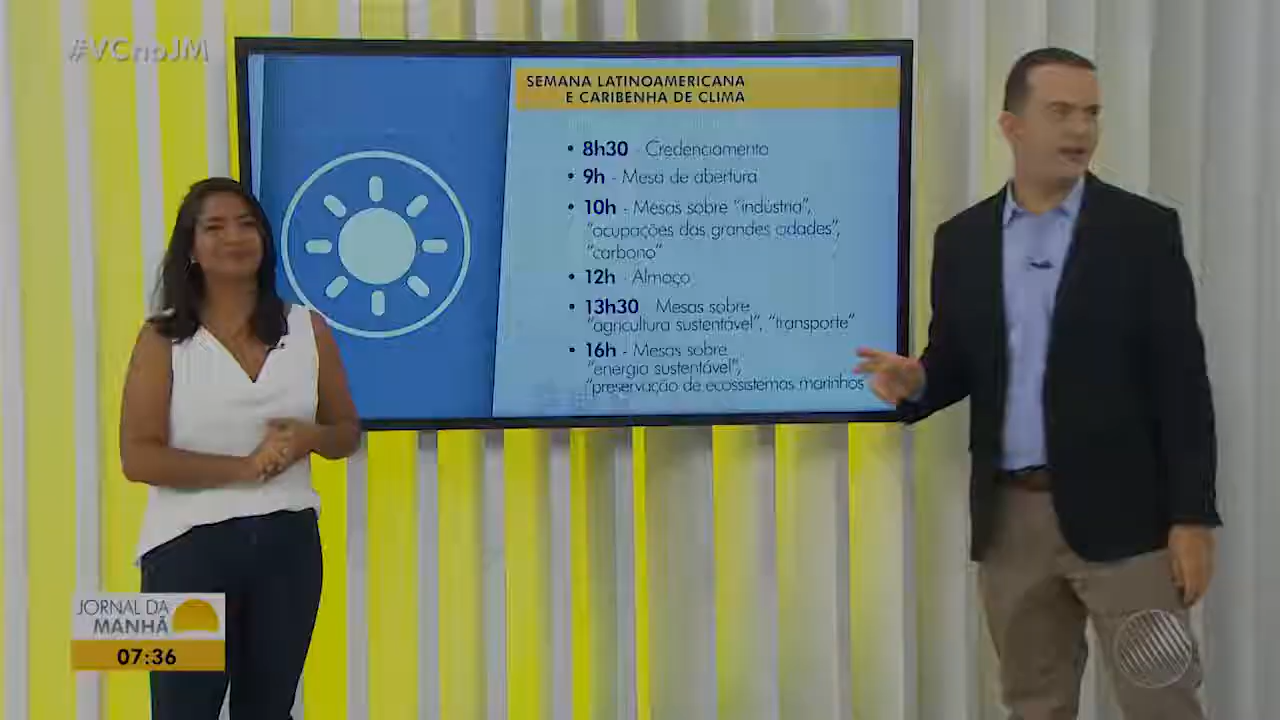 #VCnoJM
SEMANA LATINOAMERICANA
E CARIBENHA DE CLIMA
• 8h30 - Credenciamento
• 9h - Mesa de abertura
• 10h - Mesas sobre "indústria",
"ocupações das grandes cidades",
"carbono"
• 12h - Almoço
• 13h30 - Mesas sobre
"agricultura sustentável", "transporte"
• 16h - Mesas sobre
"energia sustentável",
"preservação de ecossistemas marinhos
JORNAL DA
MANHÃ
07:36